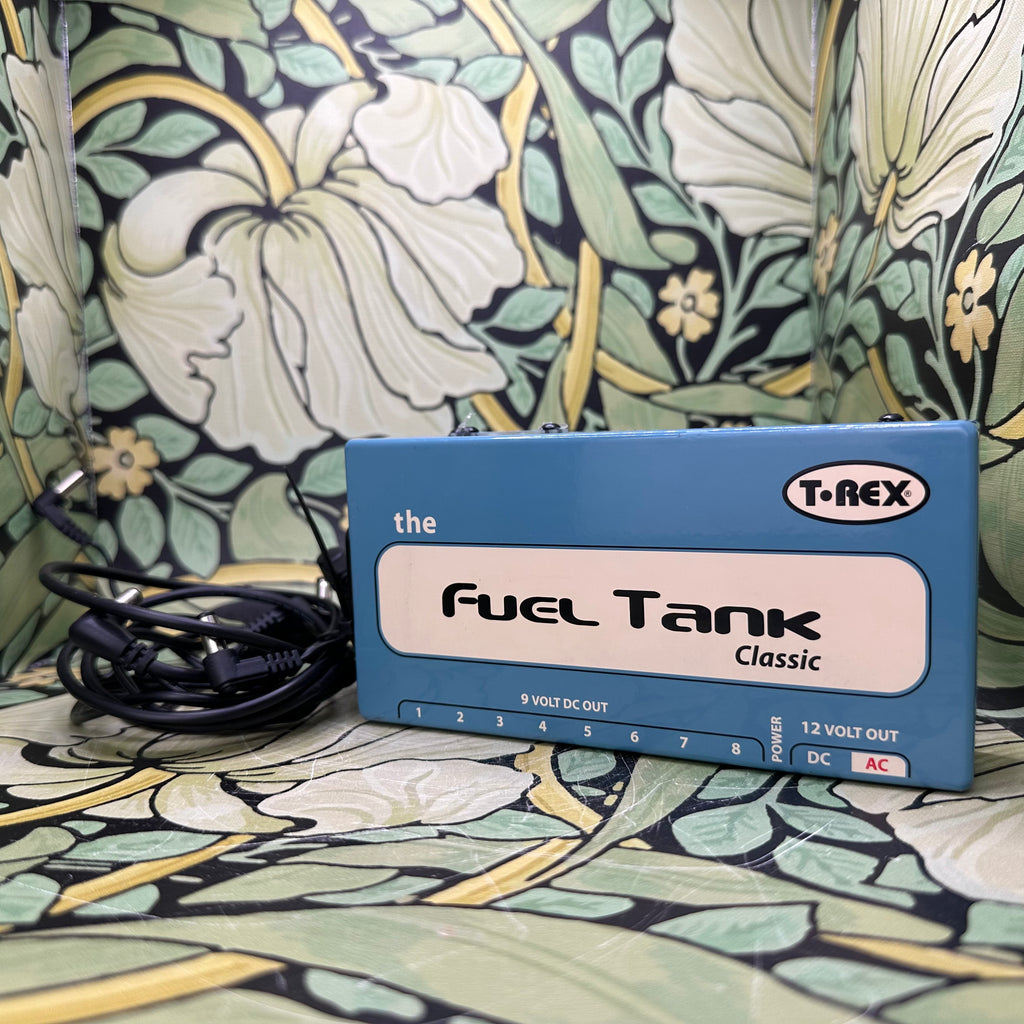 T•REX®
the
Fuel Tank
Classic
9 VOLT DC OUT
1 2 3 4 5 6 7 8
POWER
12 VOLT OUT
DC AC